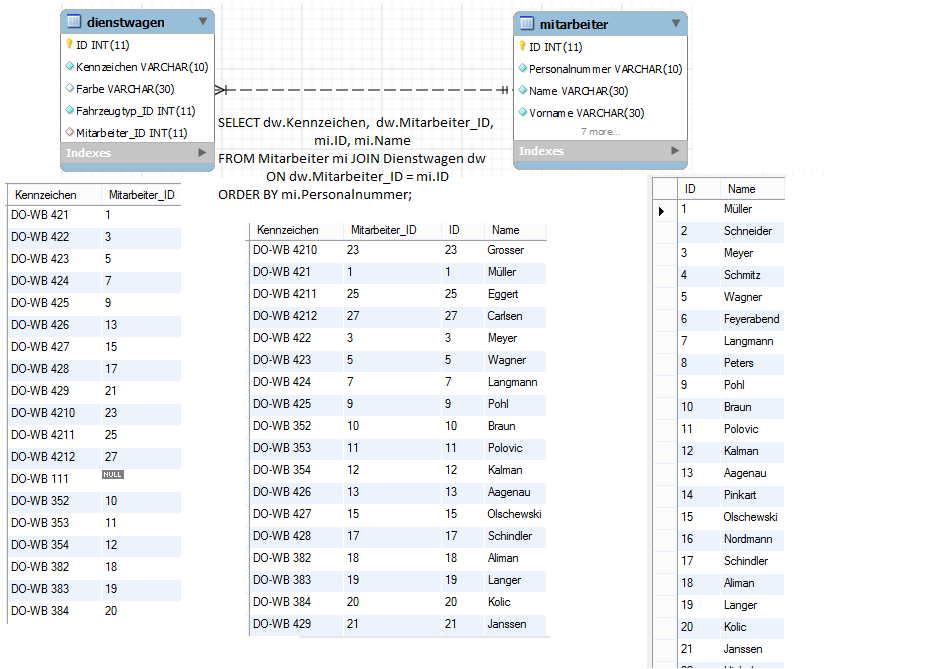 dienstwagen
ID INT(11)
Kennzeichen VARCHAR(10)
Farbe VARCHAR(30)
Fahrzeugtyp_ID INT(11)
Mitarbeiter_ID INT(11)
Indexes
mitarbeiter
ID INT(11)
Personalnummer VARCHAR(10)
Name VARCHAR(30)
Vorname VARCHAR(30)
7 more...
Indexes
SELECT dw.Kennzeichen, dw.Mitarbeiter_ID,
mi.ID, mi.Name
FROM Mitarbeiter mi JOIN Dienstwagen dw
ON dw.Mitarbeiter_ID = mi.ID
ORDER BY mi.Personalnummer;
Kennzeichen Mitarbeiter_ID
DO-WB 421 1
DO-WB 422 3
DO-WB 423 5
DO-WB 424 7
DO-WB 425 9
DO-WB 426 13
DO-WB 427 15
DO-WB 428 17
DO-WB 429 21
DO-WB 4210 23
DO-WB 4211 25
DO-WB 4212 27
DO-WB 111 NULL
DO-WB 352 10
DO-WB 353 11
DO-WB 354 12
DO-WB 382 18
DO-WB 383 19
DO-WB 384 20
Kennzeichen Mitarbeiter_ID ID Name
DO-WB 4210 23 23 Grosser
DO-WB 421 1 1 Müller
DO-WB 4211 25 25 Eggert
DO-WB 4212 27 27 Carlsen
DO-WB 422 3 3 Meyer
DO-WB 423 5 5 Wagner
DO-WB 424 7 7 Langmann
DO-WB 425 9 9 Pohl
DO-WB 352 10 10 Braun
DO-WB 353 11 11 Polovic
DO-WB 354 12 12 Kalman
DO-WB 426 13 13 Aagenau
DO-WB 427 15 15 Olschewski
DO-WB 428 17 17 Schindler
DO-WB 382 18 18 Aliman
DO-WB 383 19 19 Langer
DO-WB 384 20 20 Kolic
DO-WB 429 21 21 Janssen
ID Name
1 Müller
2 Schneider
3 Meyer
4 Schmitz
5 Wagner
6 Feyerabend
7 Langmann
8 Peters
9 Pohl
10 Braun
11 Polovic
12 Kalman
13 Aagenau
14 Pinkart
15 Olschewski
16 Nordmann
17 Schindler
18 Aliman
19 Langer
20 Kolic
21 Janssen